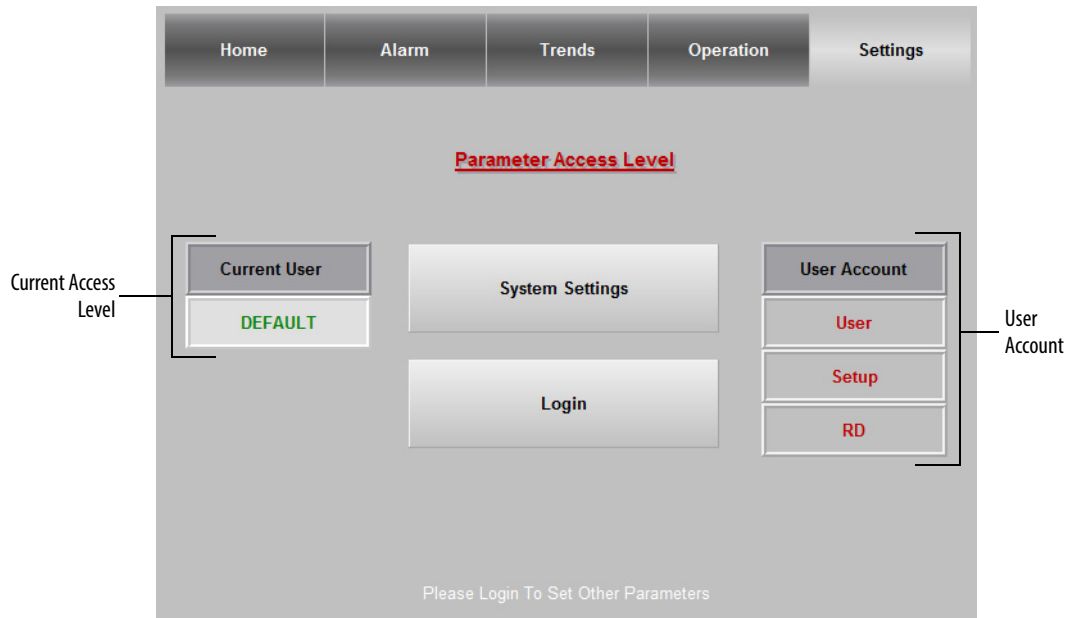 Home
Alarm
Trends
Operation
Settings
Parameter Access Level
Current Access
Level
Current User
DEFAULT
System Settings
Login
User Account
User
Setup
RD
User
Account
Please Login To Set Other Parameters